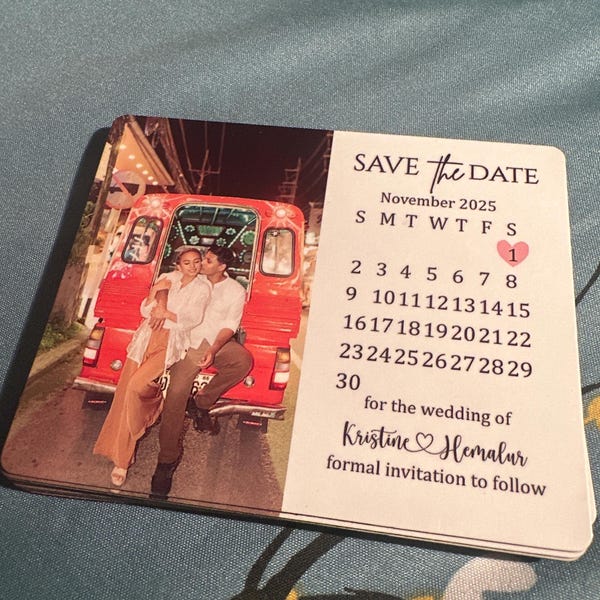 SAVE the DATE
November 2025
S M T W T F S
1
2 3 4 5 6 7 8
9 10 11 12 13 14 15
16 17 18 19 20 21 22
23 24 25 26 27 28 29
30
for the wedding of
Kristine Hemalur
formal invitation to follow